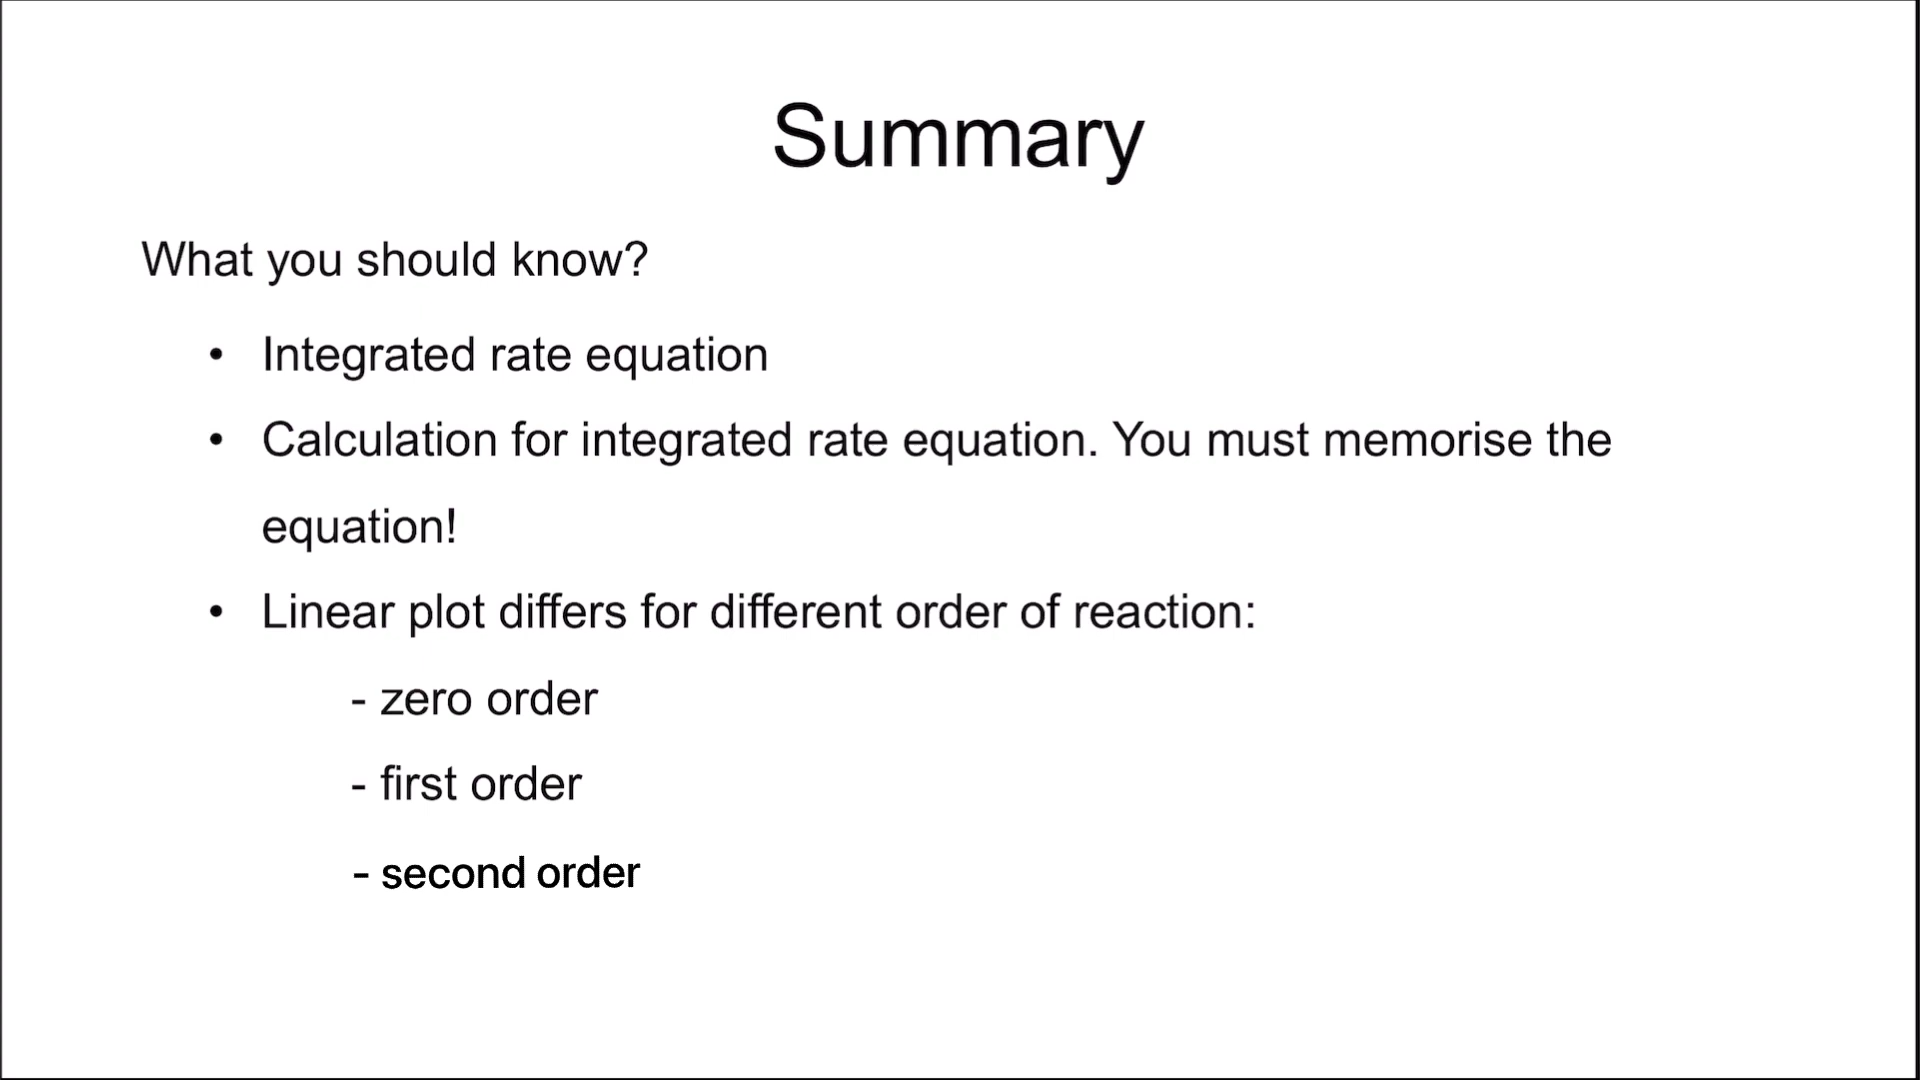 Summary
What you should know?
• Integrated rate equation
• Calculation for integrated rate equation. You must memorise the
equation!
• Linear plot differs for different order of reaction:
- zero order
- first order
- second order